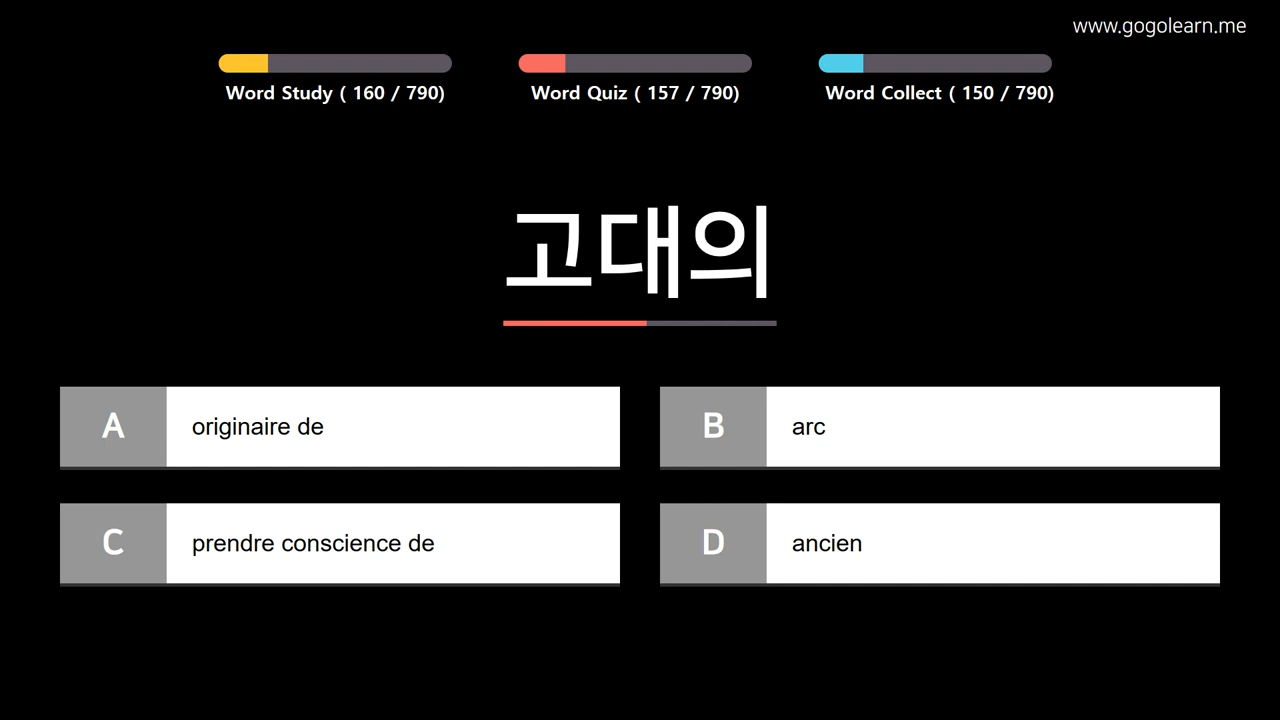 www.gogolearn.me
Word Study ( 160 / 790)
Word Quiz ( 157 / 790)
Word Collect ( 150 / 790)
고대의
A originaire de
B arc
C prendre conscience de
D ancien